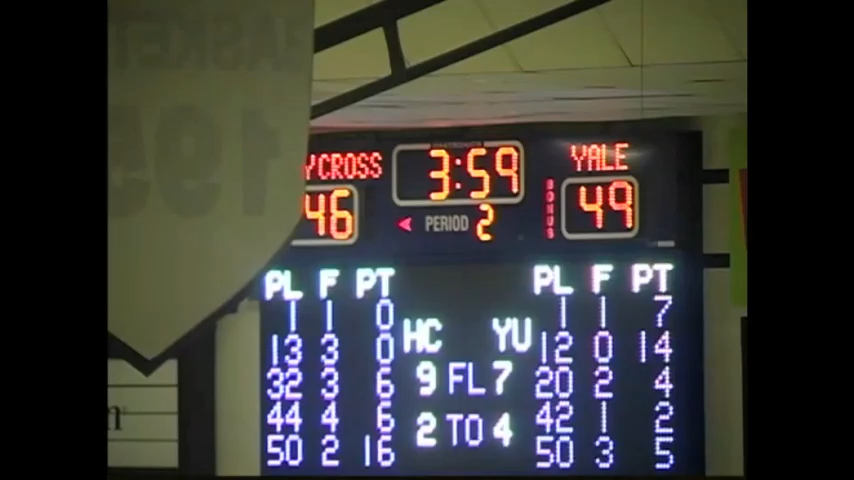 YCROSS 3:59 YALE
46 PERIOD 2 BONUS 49
PL F PT PL F PT
1 1 0 1 1 7
13 3 0 HC YU 12 0 14
32 3 6 9 FL 7 20 2 4
44 4 6 2 TO 4 42 1 2
50 2 16 50 3 5